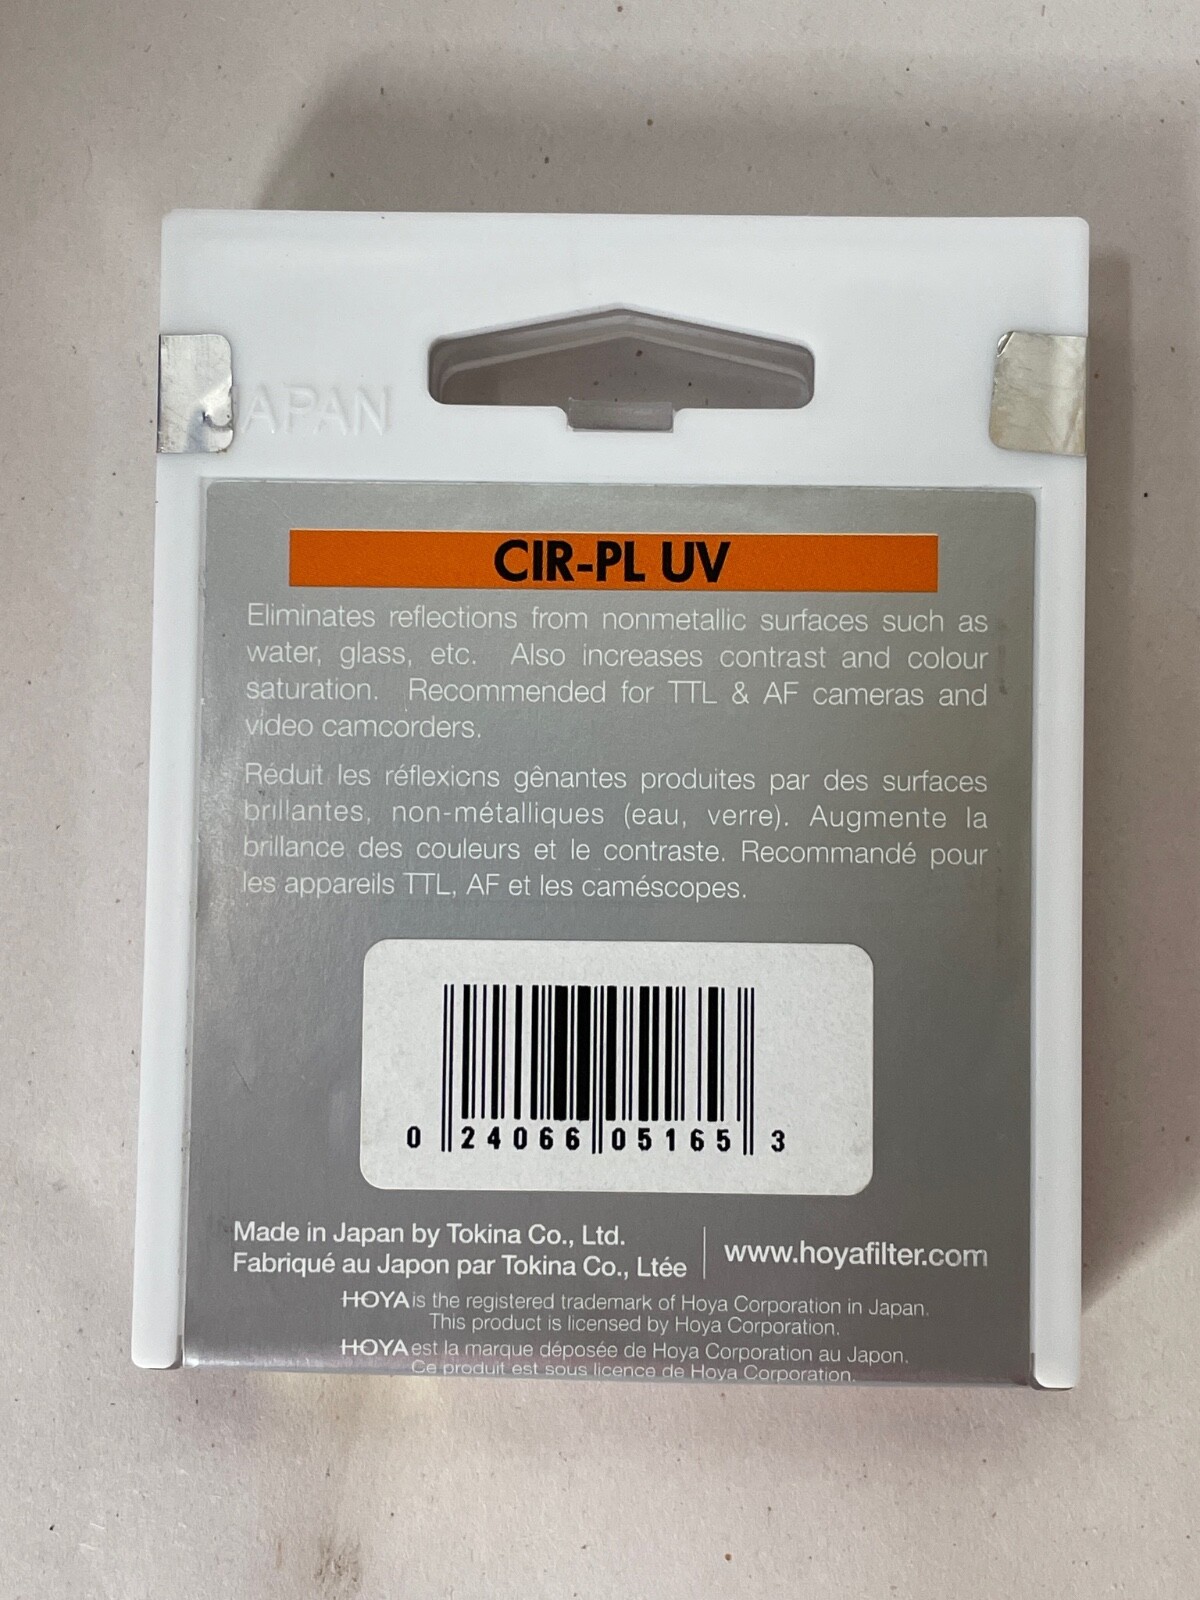 JAPAN
CIR-PL UV
Eliminates reflections from nonmetallic surfaces such as
water, glass, etc. Also increases contrast and colour
saturation. Recommended for TTL & AF cameras and
video camcorders.
Réduit les réflexions gênantes produites par des surfaces
brillantes, non-métalliques (eau, verre). Augmente la
brillance des couleurs et le contraste. Recommandé pour
les appareils TTL, AF et les caméscopes.
0 24066 05165 3
Made in Japan by Tokina Co., Ltd.
Fabriqué au Japon par Tokina Co., Ltée
www.hoyafilter.com
HOYA is the registered trademark of Hoya Corporation in Japan.
This product is licensed by Hoya Corporation.
HOYA est la marque déposée de Hoya Corporation au Japon.
Ce produit est sous licence de Hoya Corporation.